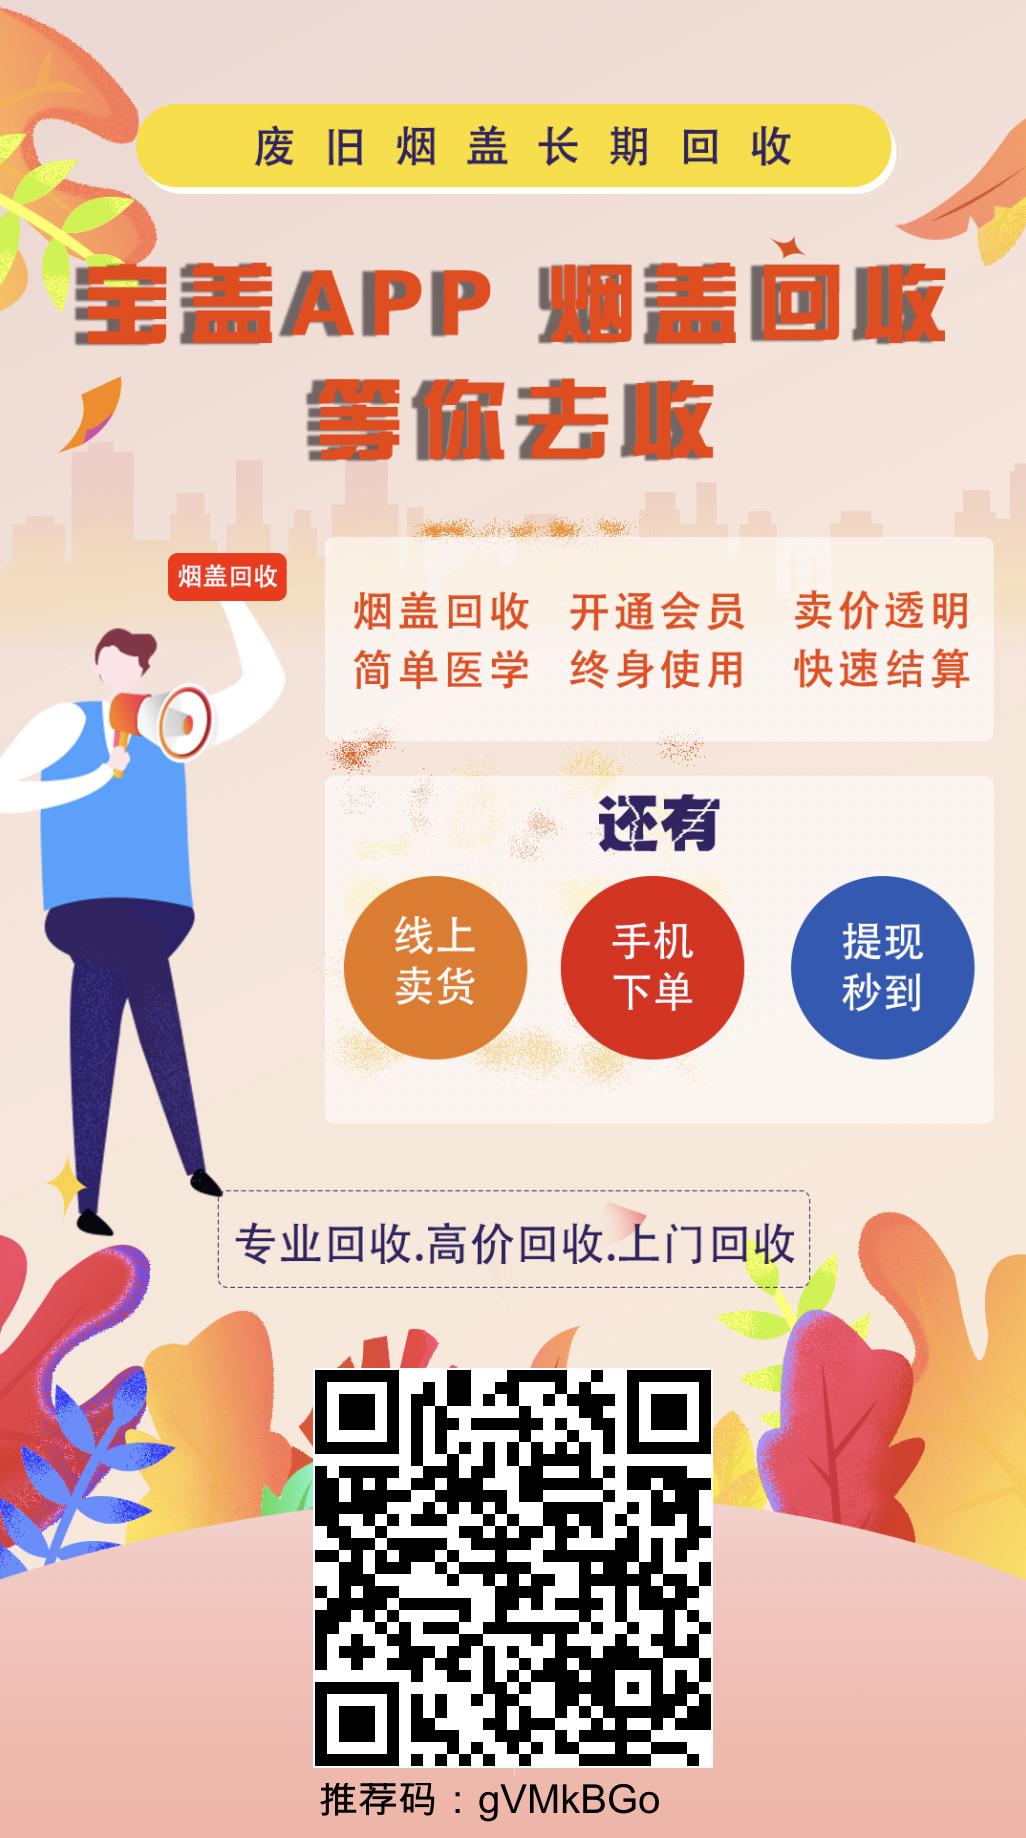 废旧烟盖长期回收
宝盖APP 烟盖回收
等你去收
烟盖回收
烟盖回收 开通会员 卖价透明
简单医学 终身使用 快速结算
还有
线上
卖货
手机
下单
提现
秒到
专业回收.高价回收.上门回收
推荐码：gVMkBGo